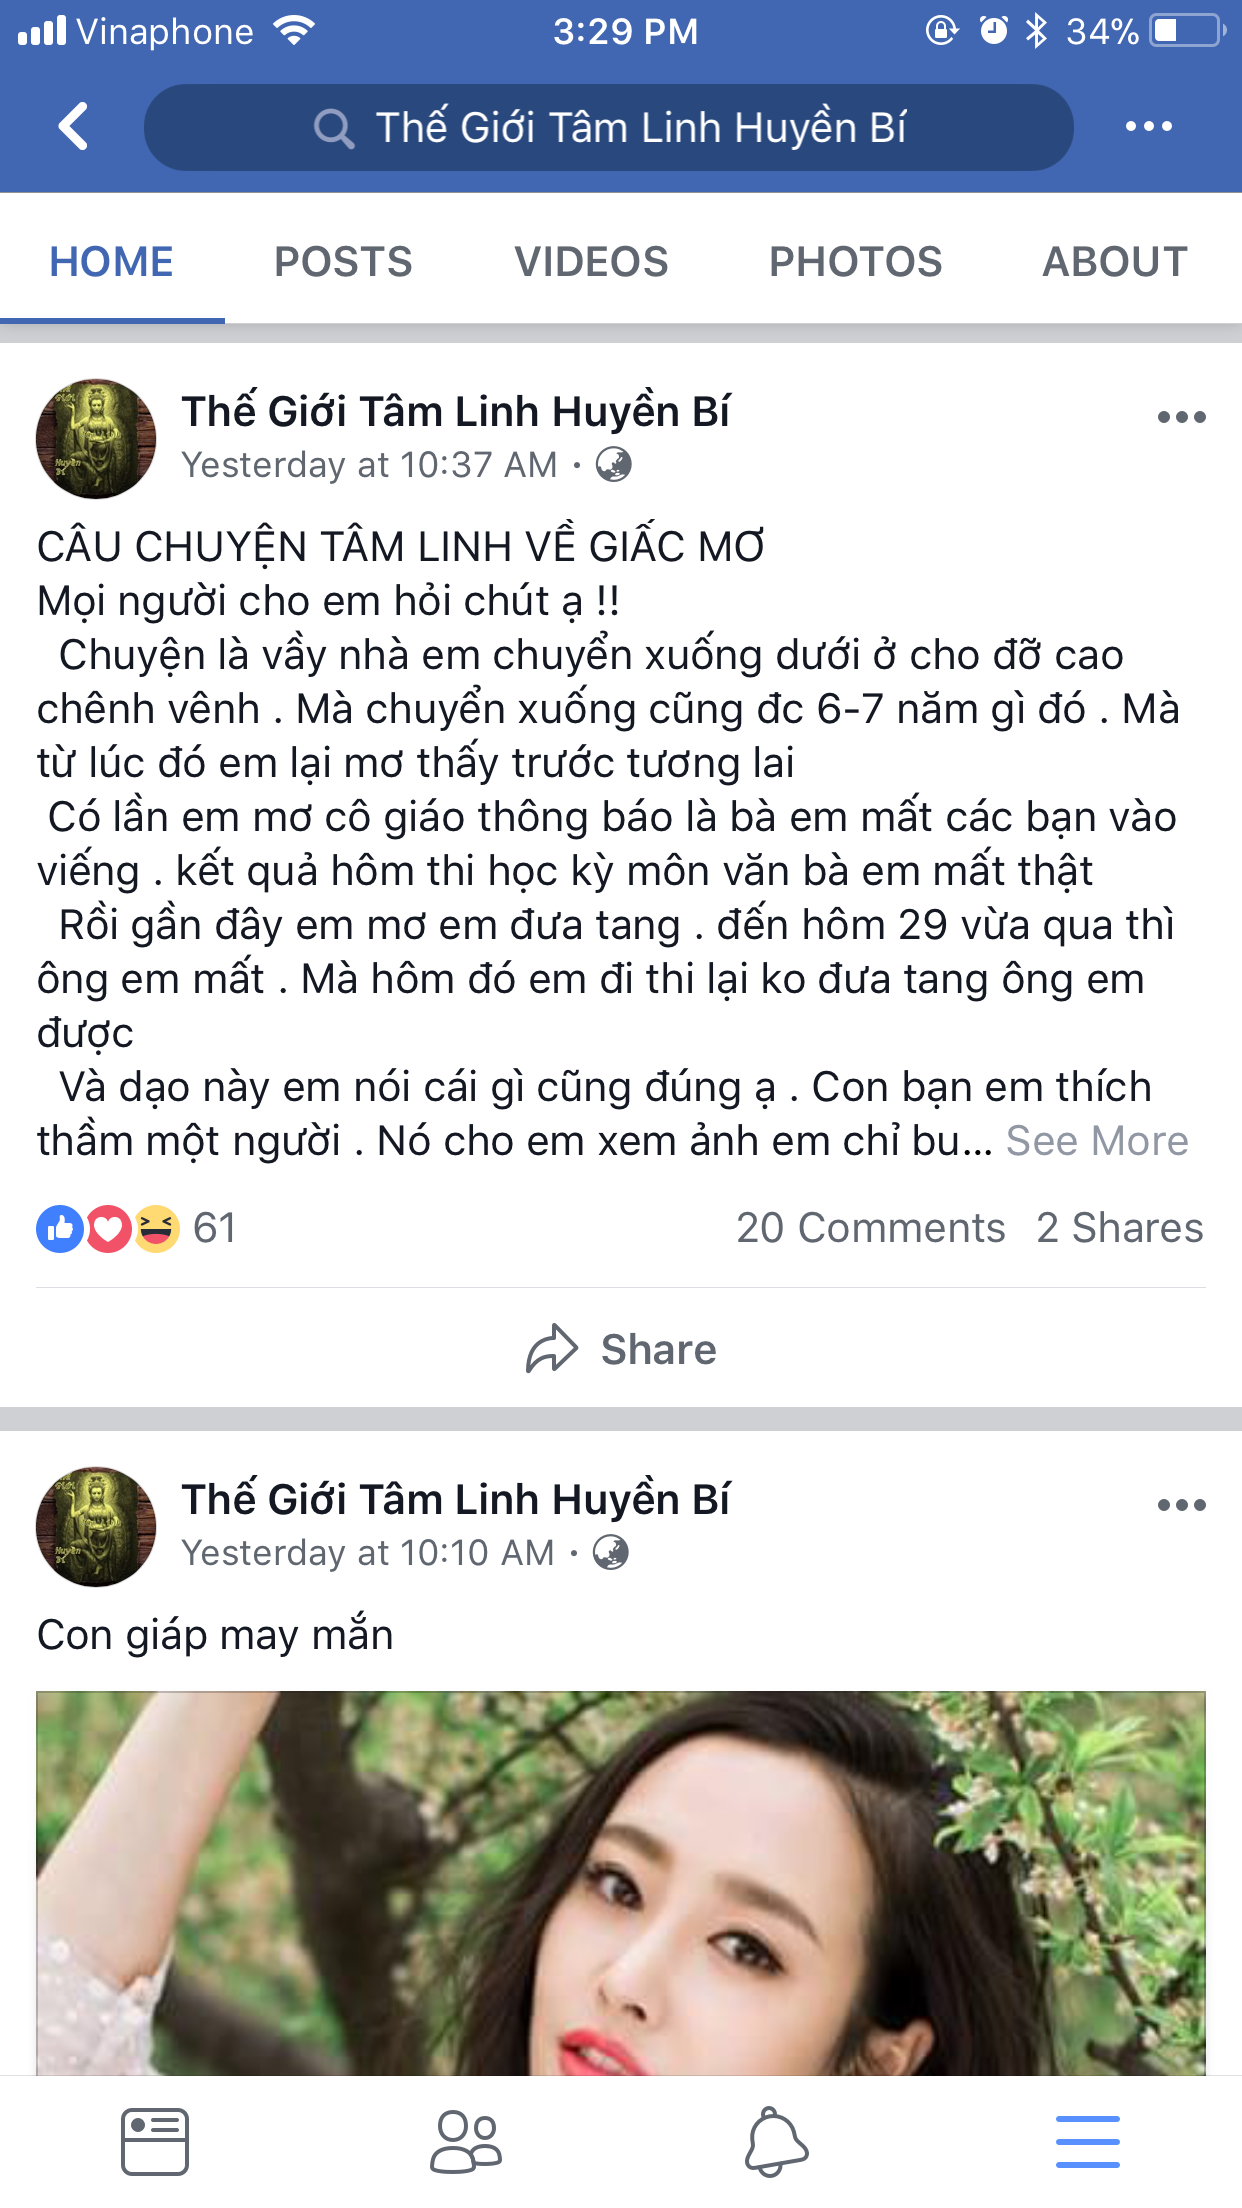 Vinaphone 3:29 PM 34%
Thế Giới Tâm Linh Huyền Bí
HOME POSTS VIDEOS PHOTOS ABOUT
Thế Giới Tâm Linh Huyền Bí
Yesterday at 10:37 AM ·
CÂU CHUYỆN TÂM LINH VỀ GIẤC MƠ
Mọi người cho em hỏi chút ạ !!
Chuyện là vầy nhà em chuyển xuống dưới ở cho đỡ cao
chênh vênh . Mà chuyển xuống cũng đc 6-7 năm gì đó . Mà
từ lúc đó em lại mơ thấy trước tương lai
Có lần em mơ cô giáo thông báo là bà em mất các bạn vào
viếng . kết quả hôm thi học kỳ môn văn bà em mất thật
Rồi gần đây em mơ em đưa tang . đến hôm 29 vừa qua thì
ông em mất . Mà hôm đó em đi thi lại ko đưa tang ông em
được
Và dạo này em nói cái gì cũng đúng ạ . Con bạn em thích
thầm một người . Nó cho em xem ảnh em chỉ bu... See More
61 20 Comments 2 Shares
Share
Thế Giới Tâm Linh Huyền Bí
Yesterday at 10:10 AM ·
Con giáp may mắn